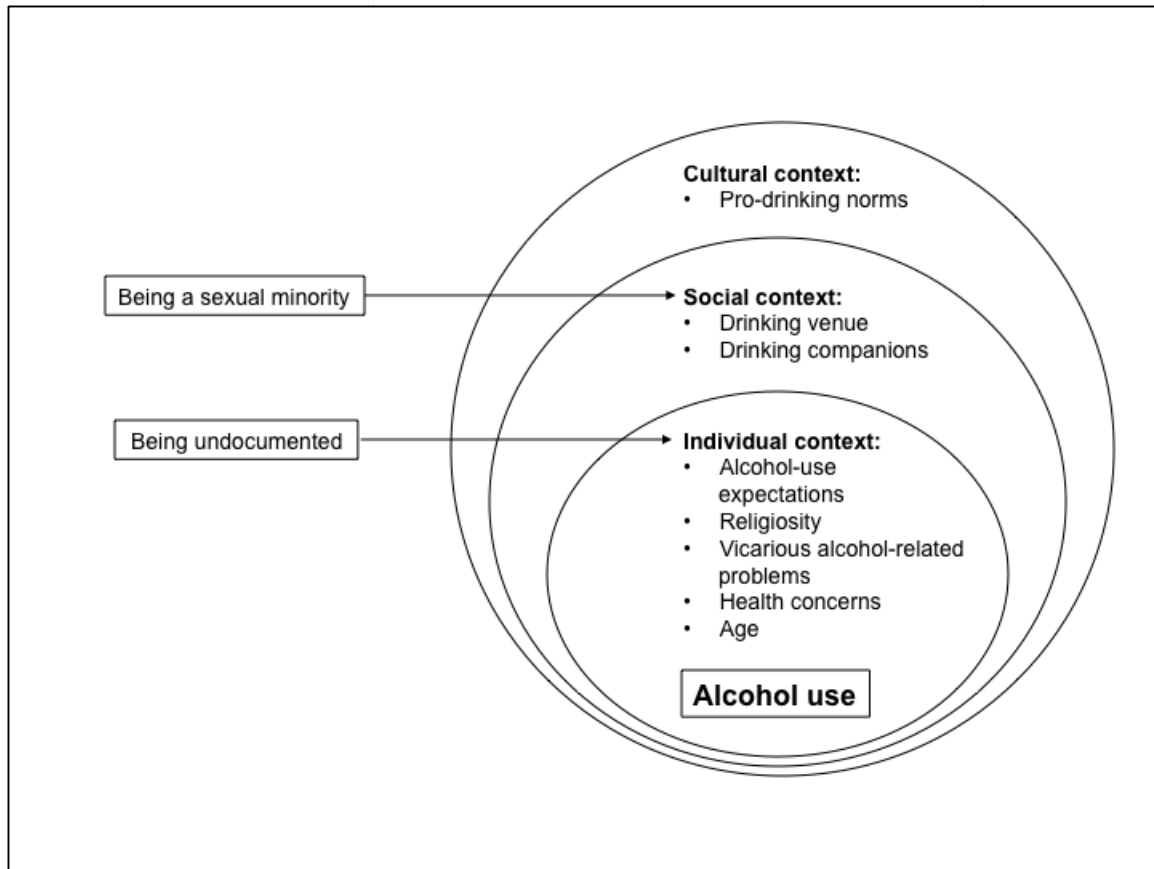 Cultural context:
• Pro-drinking norms
Being a sexual minority
Social context:
• Drinking venue
• Drinking companions
Being undocumented
Individual context:
• Alcohol-use
expectations
• Religiosity
• Vicarious alcohol-related
problems
• Health concerns
• Age
Alcohol use